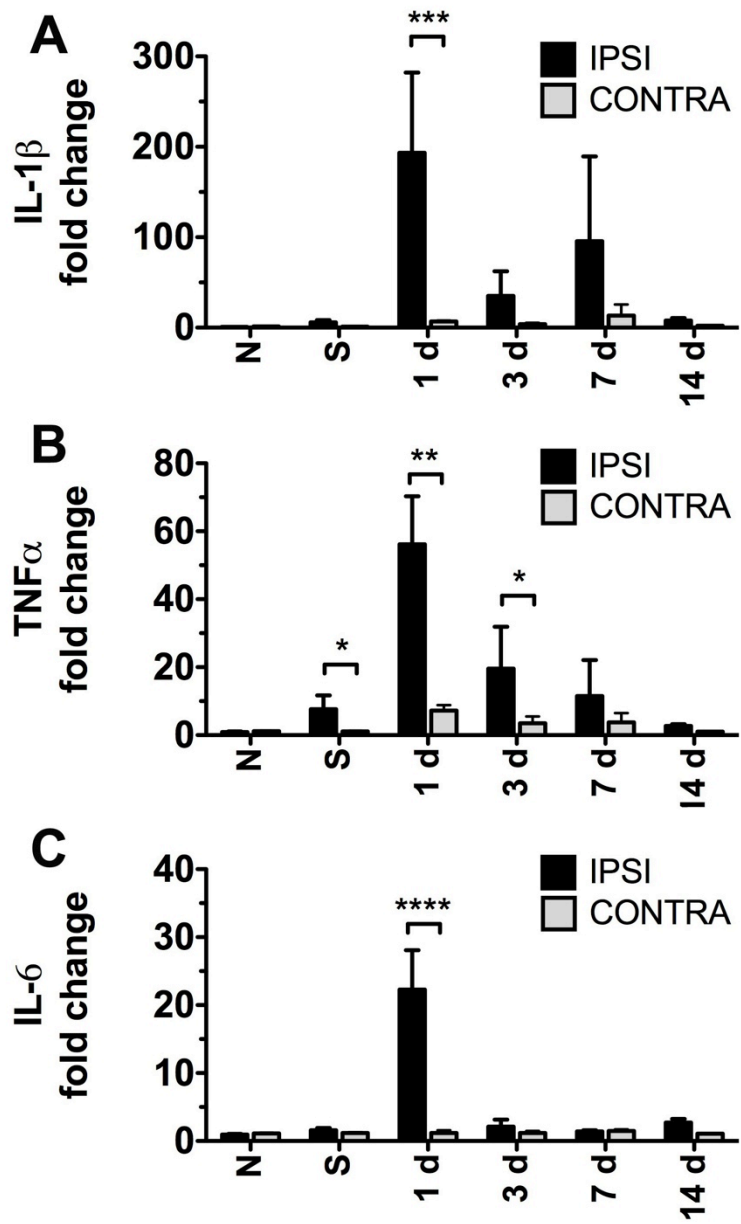 A
***
IL-1β
fold change
300
200
100
0
IPSI
CONTRA
N
S
1 d
3 d
7 d
14 d
B
**
*
*
TNFα
fold change
80
60
40
20
0
IPSI
CONTRA
N
S
1 d
3 d
7 d
14 d
C
****
IL-6
fold change
40
30
20
10
0
IPSI
CONTRA
N
S
1 d
3 d
7 d
14 d